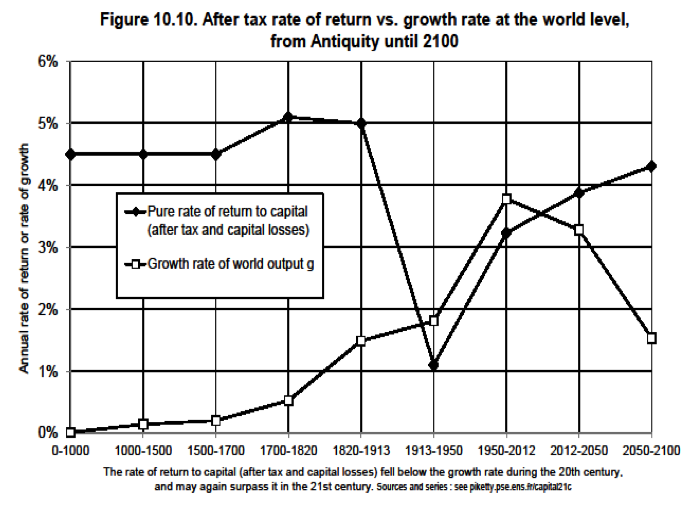 Figure 10.10. After tax rate of return vs. growth rate at the world level,
from Antiquity until 2100
6%
5%
4%
3%
2%
1%
0%
Annual rate of return or rate of growth
Pure rate of return to capital
(after tax and capital losses)
Growth rate of world output g
0-1000 1000-1500 1500-1700 1700-1820 1820-1913 1913-1950 1950-2012 2012-2050 2050-2100
The rate of return to capital (after tax and capital losses) fell below the growth rate during the 20th century,
and may again surpass it in the 21st century. Sources and series : see piketty.pse.ens.fr/capital21c